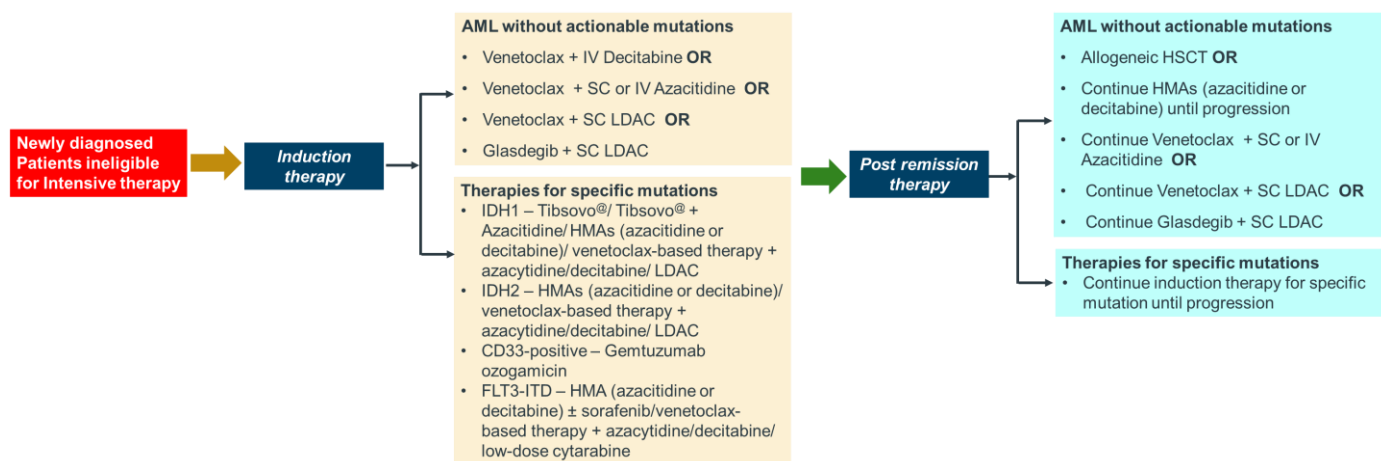 Newly diagnosed
Patients ineligible
for Intensive therapy
Induction
therapy
AML without actionable mutations
• Venetoclax + IV Decitabine OR
• Venetoclax + SC or IV Azacitidine OR
• Venetoclax + SC LDAC OR
• Glasdegib + SC LDAC
Therapies for specific mutations
• IDH1 – Tibsovo@/ Tibsovo@ +
Azacitidine/ HMAs (azacitidine or
decitabine)/ venetoclax-based therapy +
azacytidine/decitabine/ LDAC
• IDH2 – HMAs (azacitidine or decitabine)/
venetoclax-based therapy +
azacytidine/decitabine/ LDAC
• CD33-positive – Gemtuzumab
ozogamicin
• FLT3-ITD – HMA (azacitidine or
decitabine) ± sorafenib/venetoclax-
based therapy + azacytidine/decitabine/
low-dose cytarabine
Post remission
therapy
AML without actionable mutations
• Allogeneic HSCT OR
• Continue HMAs (azacitidine or
decitabine) until progression
• Continue Venetoclax + SC or IV
Azacitidine OR
• Continue Venetoclax + SC LDAC OR
• Continue Glasdegib + SC LDAC
Therapies for specific mutations
• Continue induction therapy for specific
mutation until progression